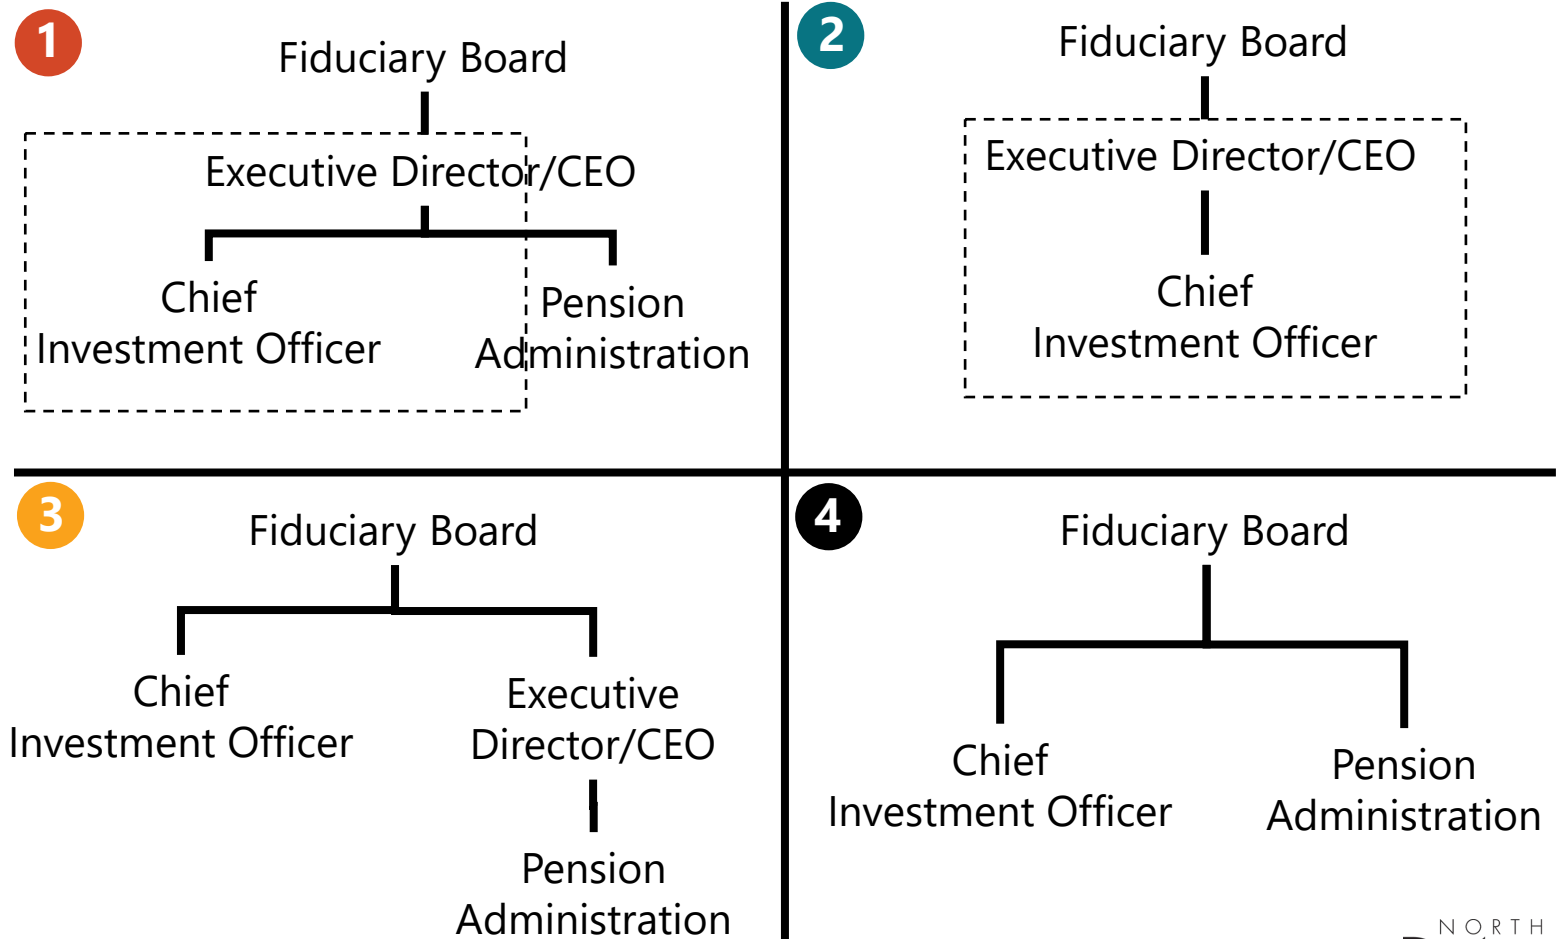 1
Fiduciary Board
Executive Director/CEO
Chief
Investment Officer
Pension
Administration
2
Fiduciary Board
Executive Director/CEO
Chief
Investment Officer
3
Fiduciary Board
Chief
Investment Officer
Executive
Director/CEO
Pension
Administration
4
Fiduciary Board
Chief
Investment Officer
Pension
Administration
NORTH